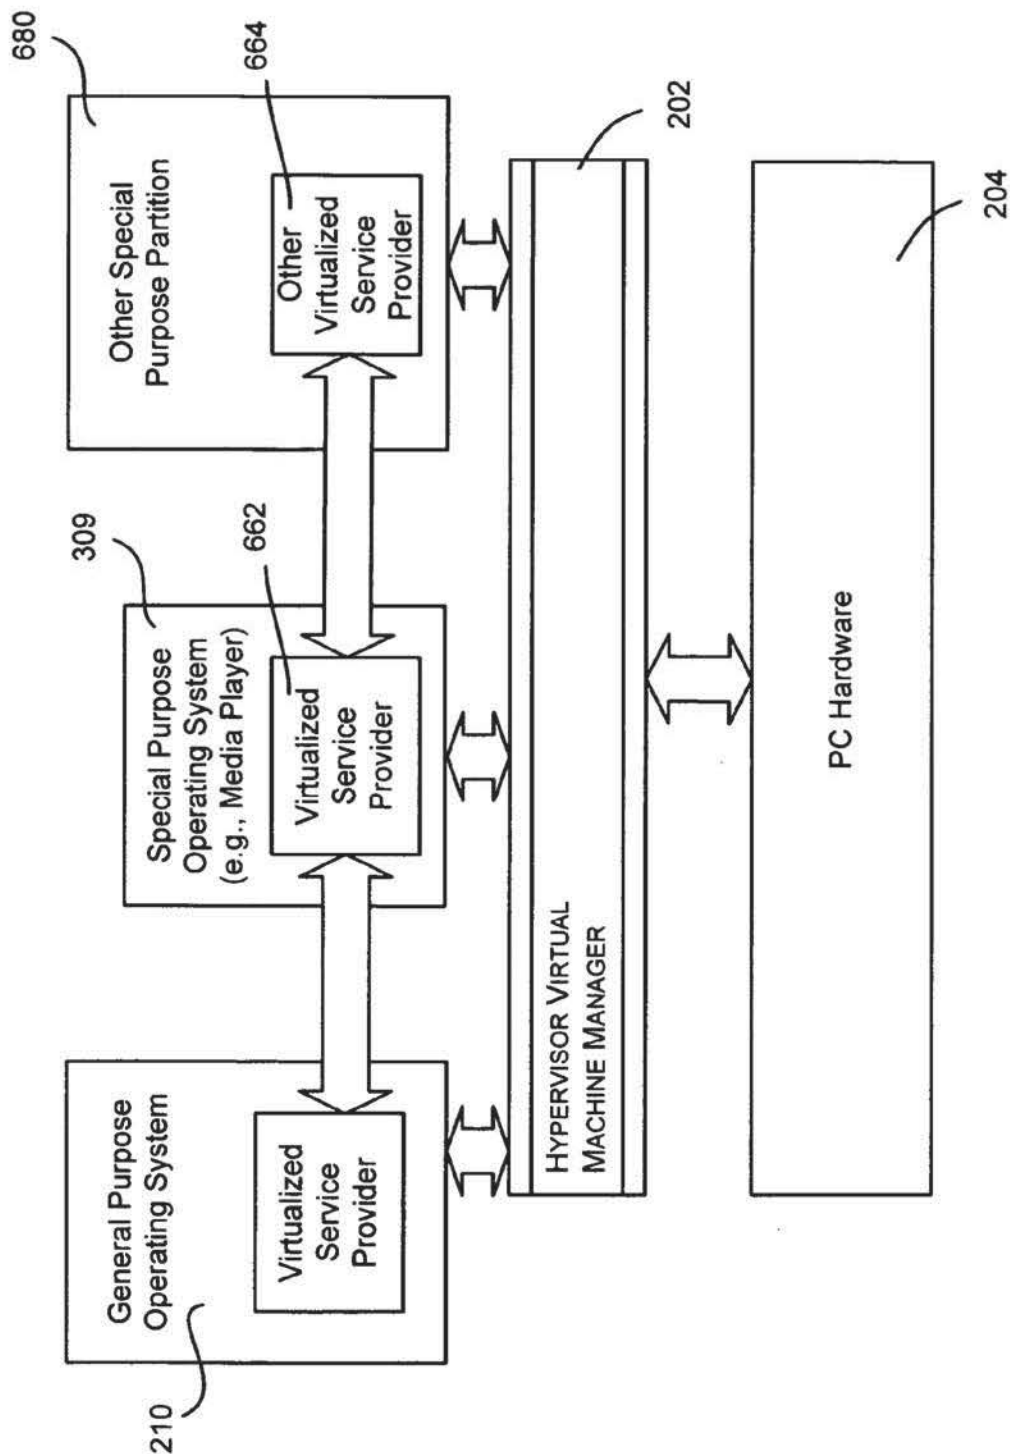 General Purpose
Operating System
Virtualized
Service
Provider
210
Special Purpose
Operating System
(e.g., Media Player)
Virtualized
Service
Provider
309
662
Other Special
Purpose Partition
Other
Virtualized
Service
Provider
680
664
HYPERVISOR VIRTUAL
MACHINE MANAGER
202
PC Hardware
204